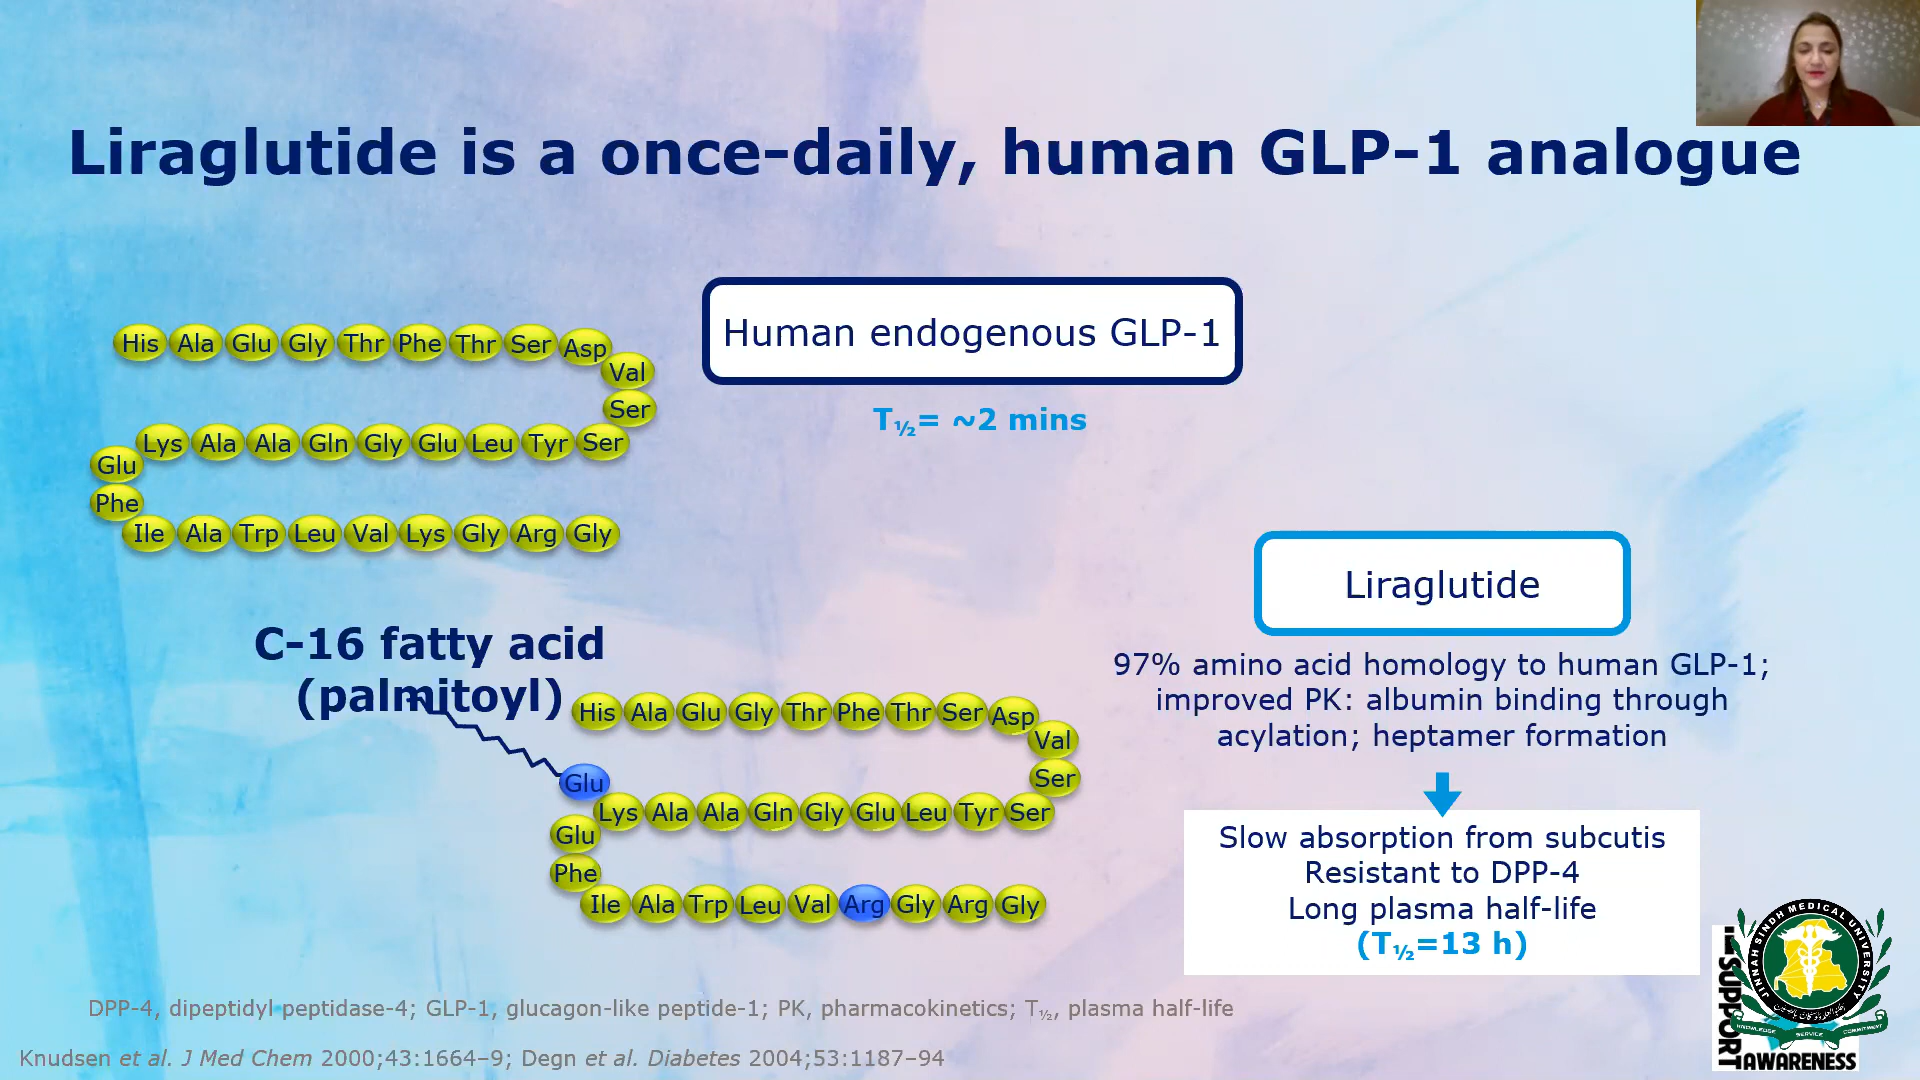 Liraglutide is a once-daily, human GLP-1 analogue
Human endogenous GLP-1
T½= ~2 mins
His Ala Glu Gly Thr Phe Thr Ser Asp
Val
Ser
Lys Ala Ala Gln Gly Glu Leu Tyr Ser
Glu
Phe
Ile Ala Trp Leu Val Lys Gly Arg Gly
C-16 fatty acid
(palmitoyl)
His Ala Glu Gly Thr Phe Thr Ser Asp
Val
Ser
Glu
Lys Ala Ala Gln Gly Glu Leu Tyr Ser
Glu
Phe
Ile Ala Trp Leu Val Arg Gly Arg Gly
Liraglutide
97% amino acid homology to human GLP-1;
improved PK: albumin binding through
acylation; heptamer formation
Slow absorption from subcutis
Resistant to DPP-4
Long plasma half-life
(T½=13 h)
DPP-4, dipeptidyl peptidase-4; GLP-1, glucagon-like peptide-1; PK, pharmacokinetics; T½, plasma half-life
Knudsen et al. J Med Chem 2000;43:1664–9; Degn et al. Diabetes 2004;53:1187–94
JINNAH SINDH MEDICAL UNIVERSITY
KNOWLEDGE SERVICE COMMITMENT
SUPPORT
AWARENESS